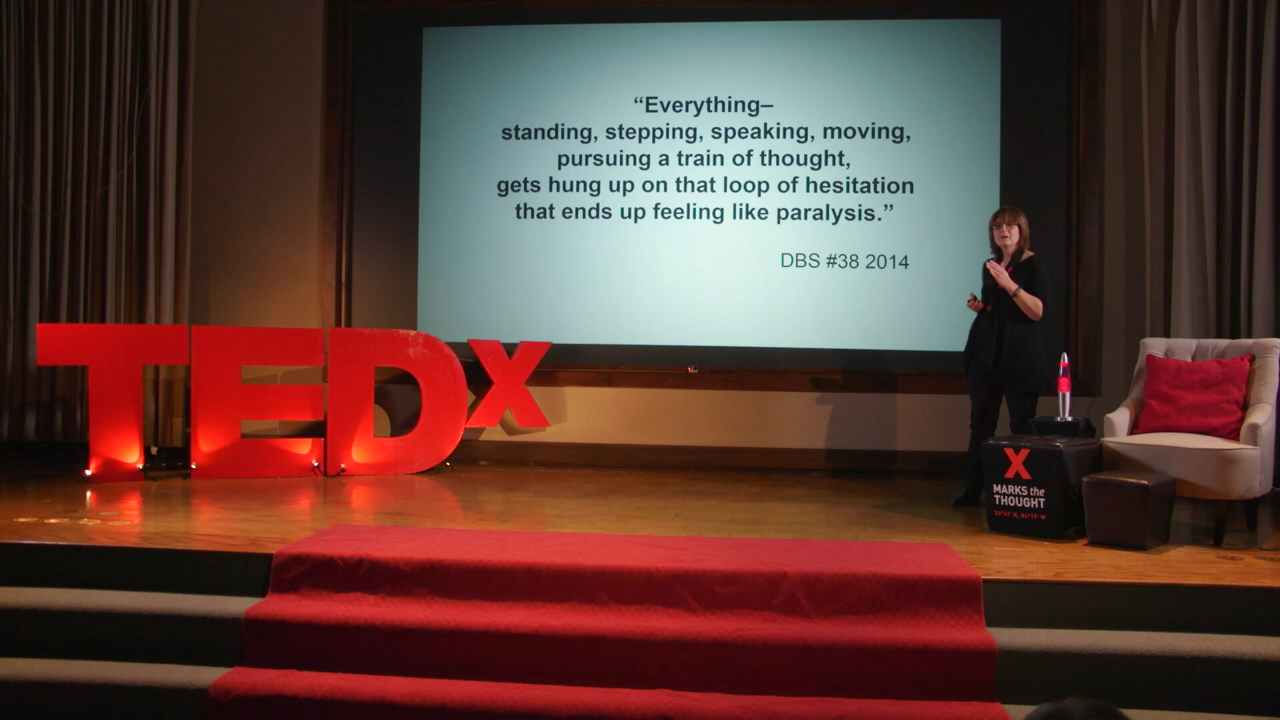 “Everything–
standing, stepping, speaking, moving,
pursuing a train of thought,
gets hung up on that loop of hesitation
that ends up feeling like paralysis.”
DBS #38 2014
TEDx
X
MARKS the
THOUGHT